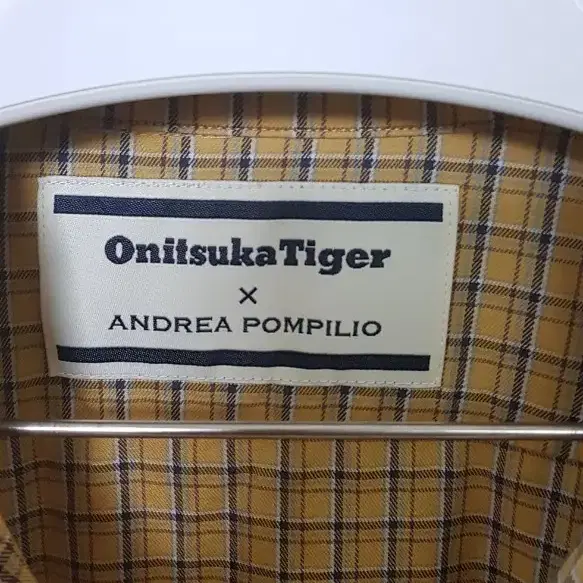 OnitsukaTiger
×
ANDREA POMPILIO